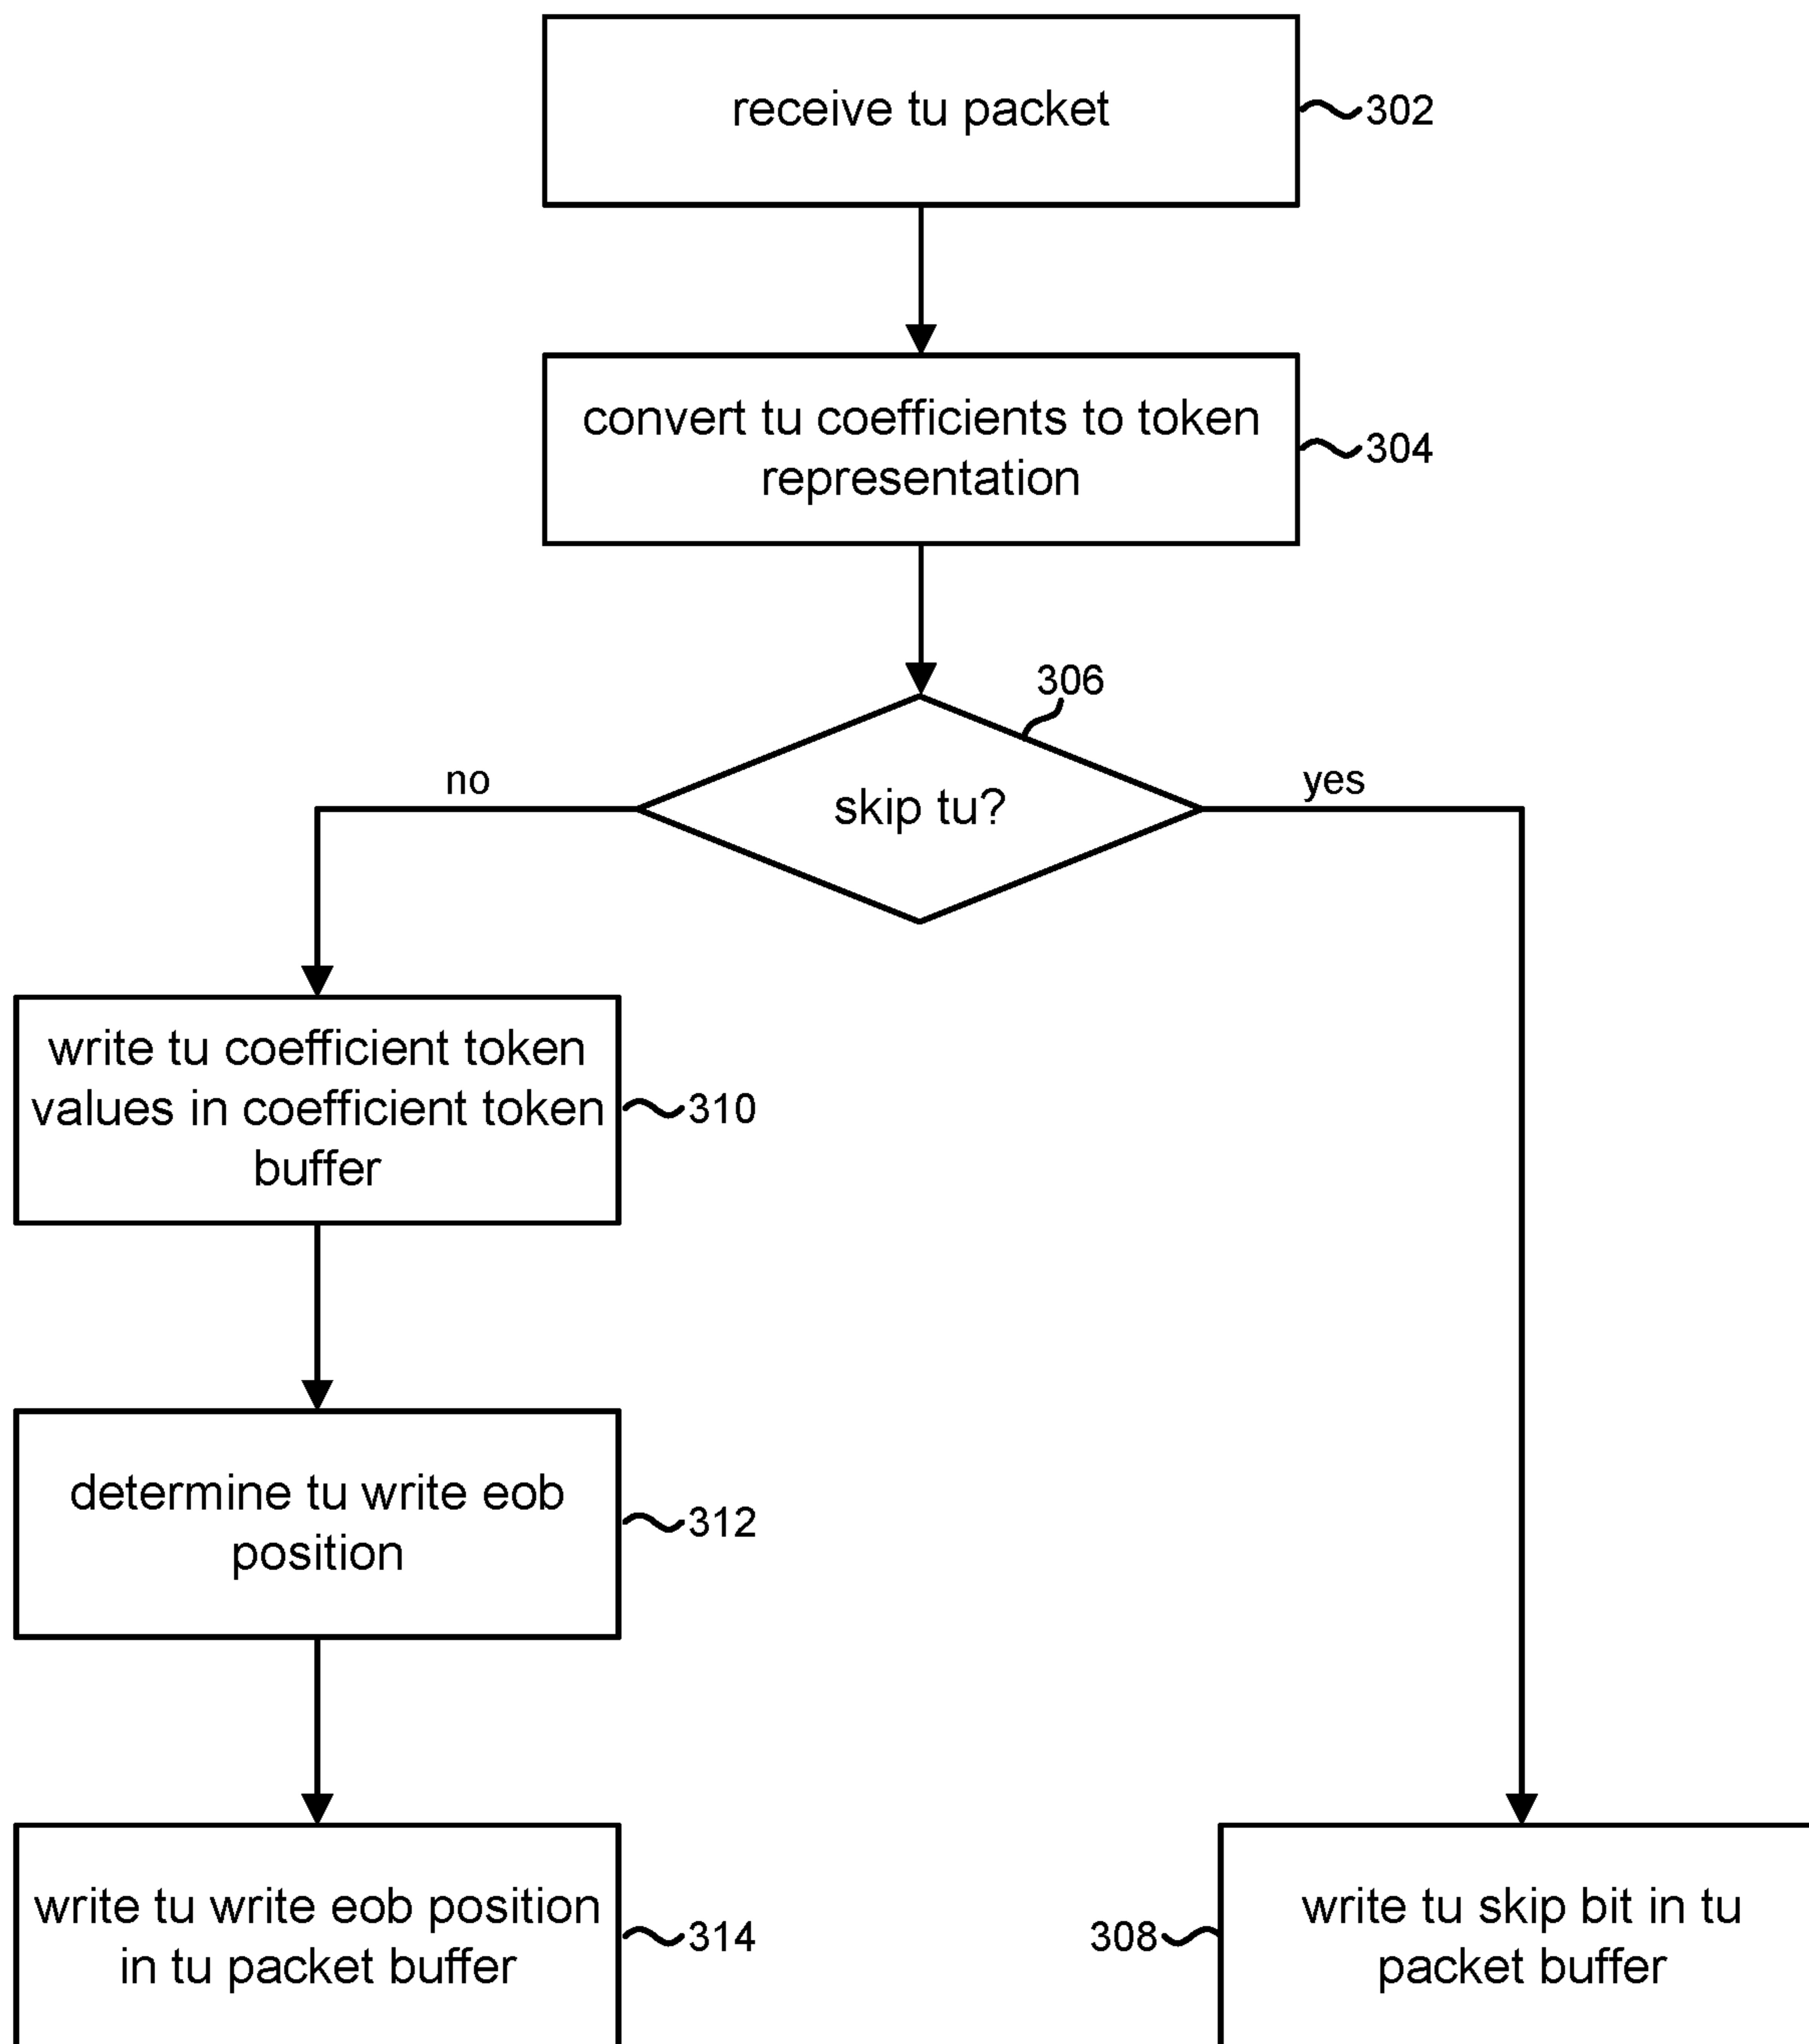 receive tu packet
302
convert tu coefficients to token
representation
304
306
skip tu?
no
yes
write tu coefficient token
values in coefficient token
buffer
310
determine tu write eob
position
312
write tu write eob position
in tu packet buffer
314
308
write tu skip bit in tu
packet buffer